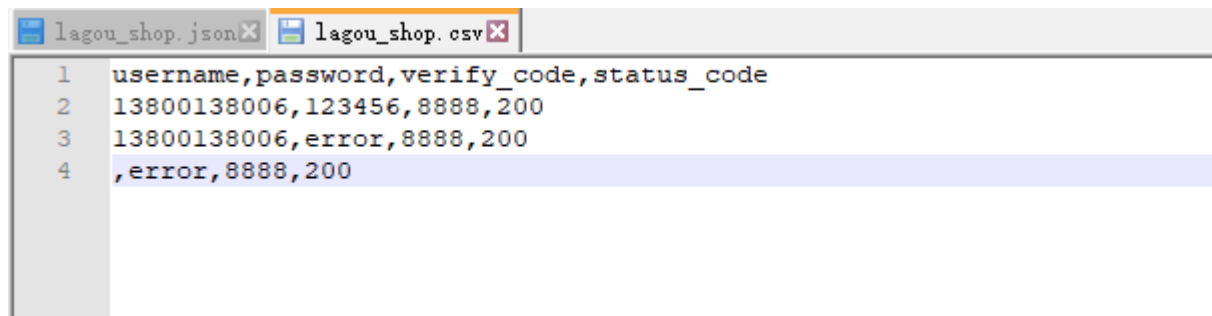 lagou_shop.json lagou_shop.csv
1 username,password,verify_code,status_code
2 13800138006,123456,8888,200
3 13800138006,error,8888,200
4 ,error,8888,200